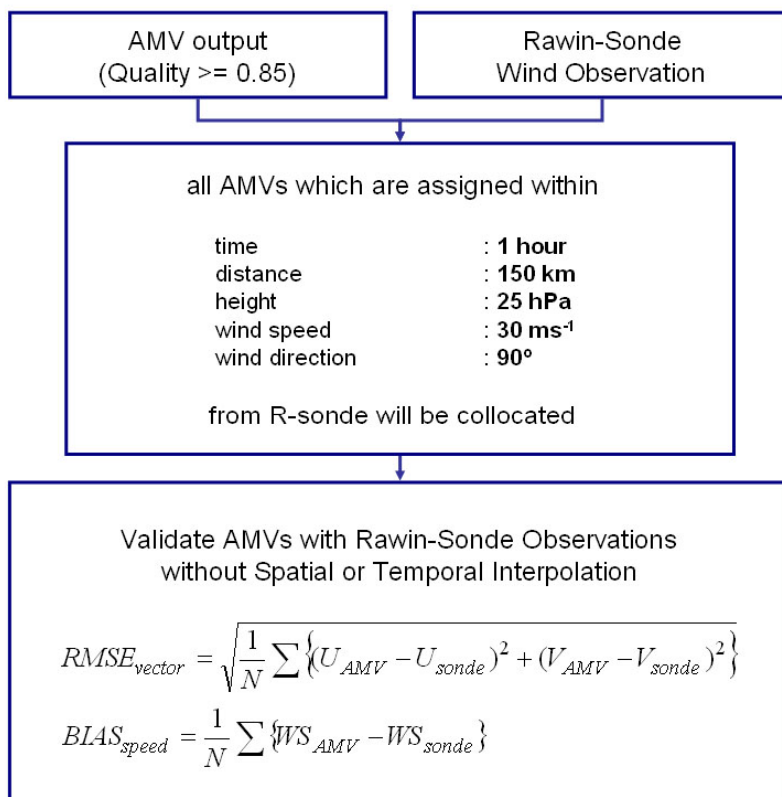 AMV output
(Quality >= 0.85)
Rawin-Sonde
Wind Observation
all AMVs which are assigned within
time : 1 hour
distance : 150 km
height : 25 hPa
wind speed : 30 ms⁻¹
wind direction : 90º
from R-sonde will be collocated
Validate AMVs with Rawin-Sonde Observations
without Spatial or Temporal Interpolation
RMSE_vector = √(1/N ∑{(U_AMV − U_sonde)² + (V_AMV − V_sonde)²})
BIAS_speed = 1/N ∑{WS_AMV − WS_sonde}